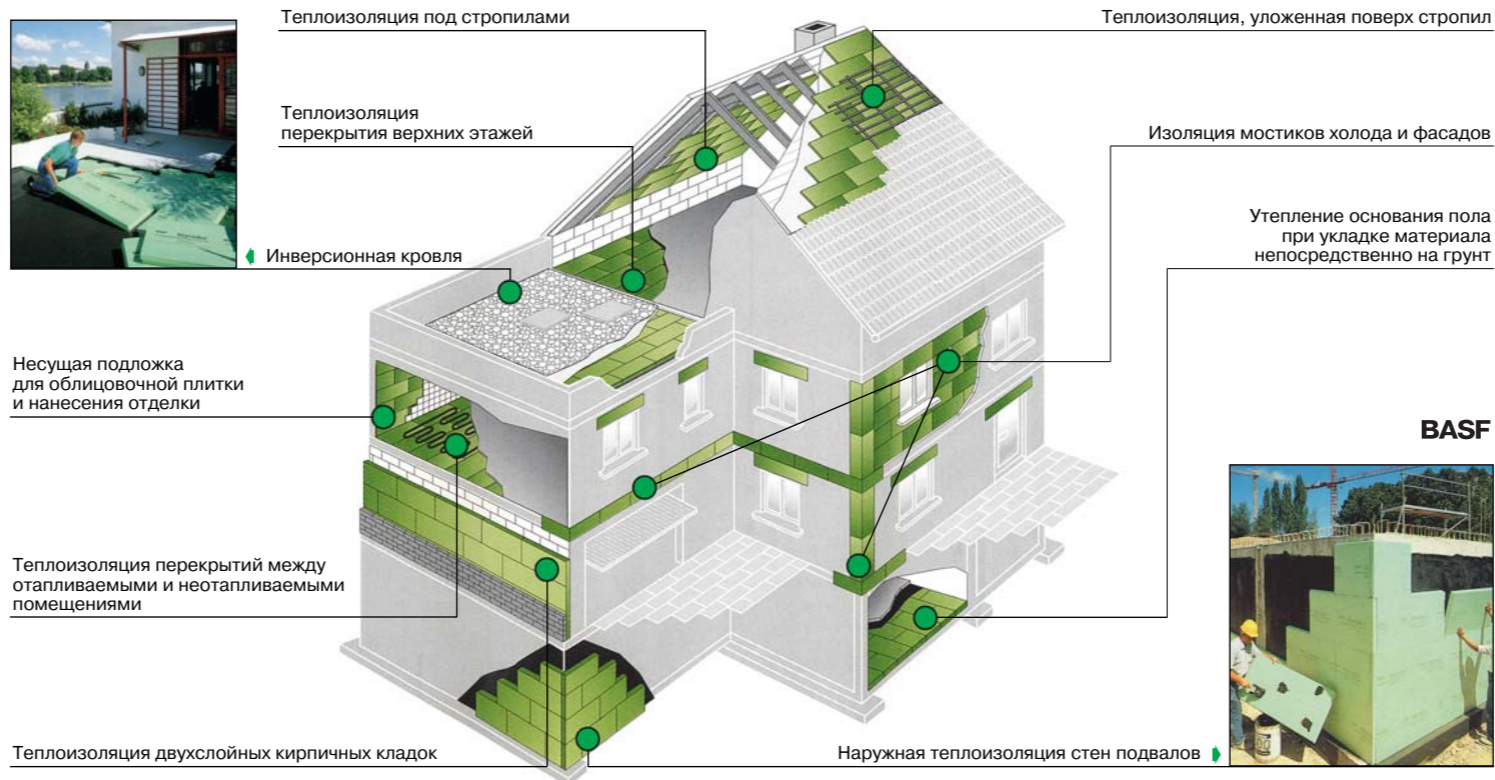 Теплоизоляция под стропилами
Теплоизоляция, уложенная поверх стропил
Теплоизоляция
перекрытия верхних этажей
Изоляция мостиков холода и фасадов
Утепление основания пола
при укладке материала
непосредственно на грунт
Инверсионная кровля
Несущая подложка
для облицовочной плитки
и нанесения отделки
BASF
Теплоизоляция перекрытий между
отапливаемыми и неотапливаемыми
помещениями
Теплоизоляция двухслойных кирпичных кладок
Наружная теплоизоляция стен подвалов